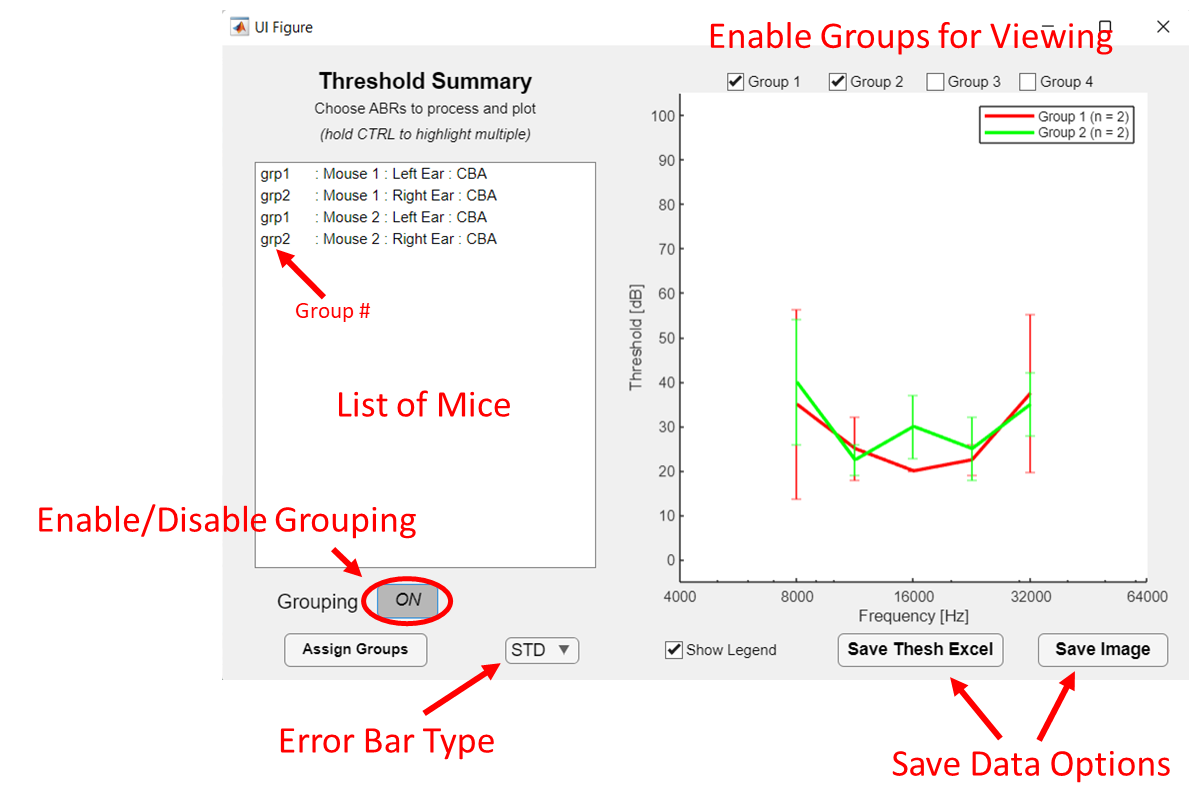 UI Figure
Enable Groups for Viewing
Threshold Summary
Choose ABRs to process and plot
(hold CTRL to highlight multiple)
grp1 : Mouse 1 : Left Ear : CBA
grp2 : Mouse 1 : Right Ear : CBA
grp1 : Mouse 2 : Left Ear : CBA
grp2 : Mouse 2 : Right Ear : CBA
Group #
List of Mice
Enable/Disable Grouping
Grouping ON
Assign Groups
STD
Error Bar Type
Group 1 Group 2 Group 3 Group 4
Group 1 (n = 2)
Group 2 (n = 2)
Threshold [dB]
100
90
80
70
60
50
40
30
20
10
0
4000 8000 16000 32000 64000
Frequency [Hz]
Show Legend
Save Thesh Excel
Save Image
Save Data Options